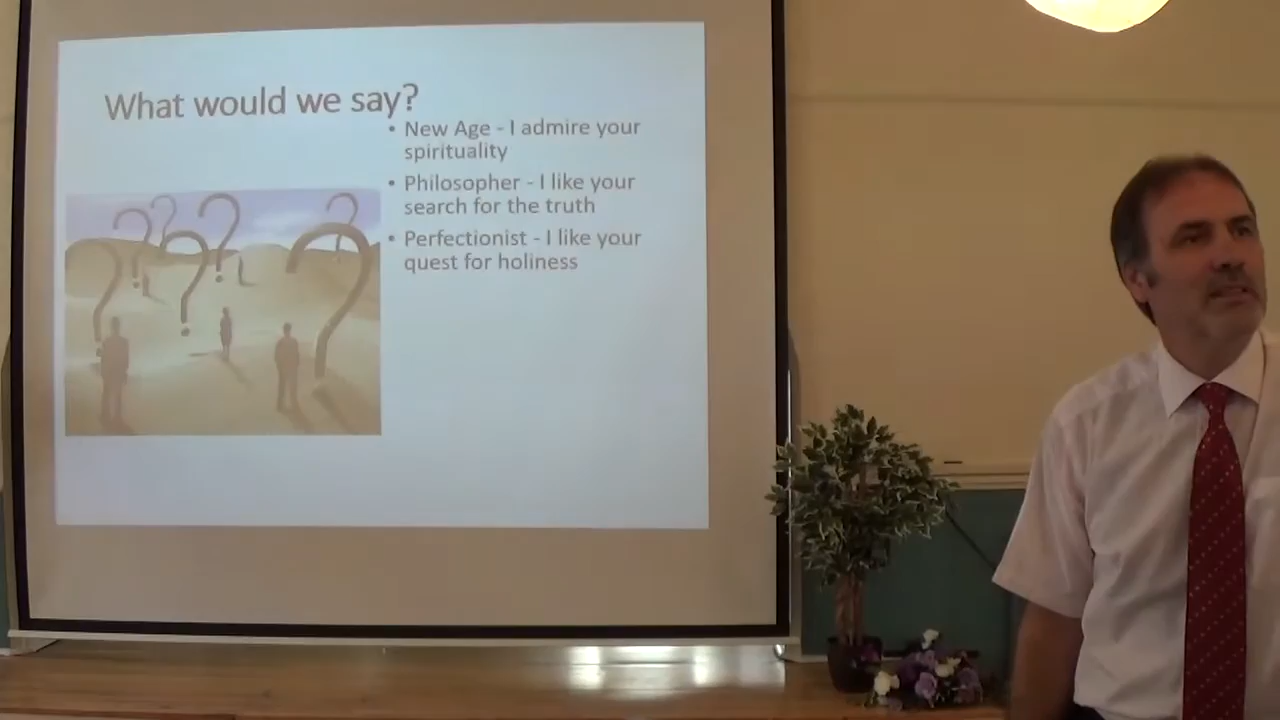 What would we say?
• New Age - I admire your
spirituality
• Philosopher - I like your
search for the truth
• Perfectionist - I like your
quest for holiness